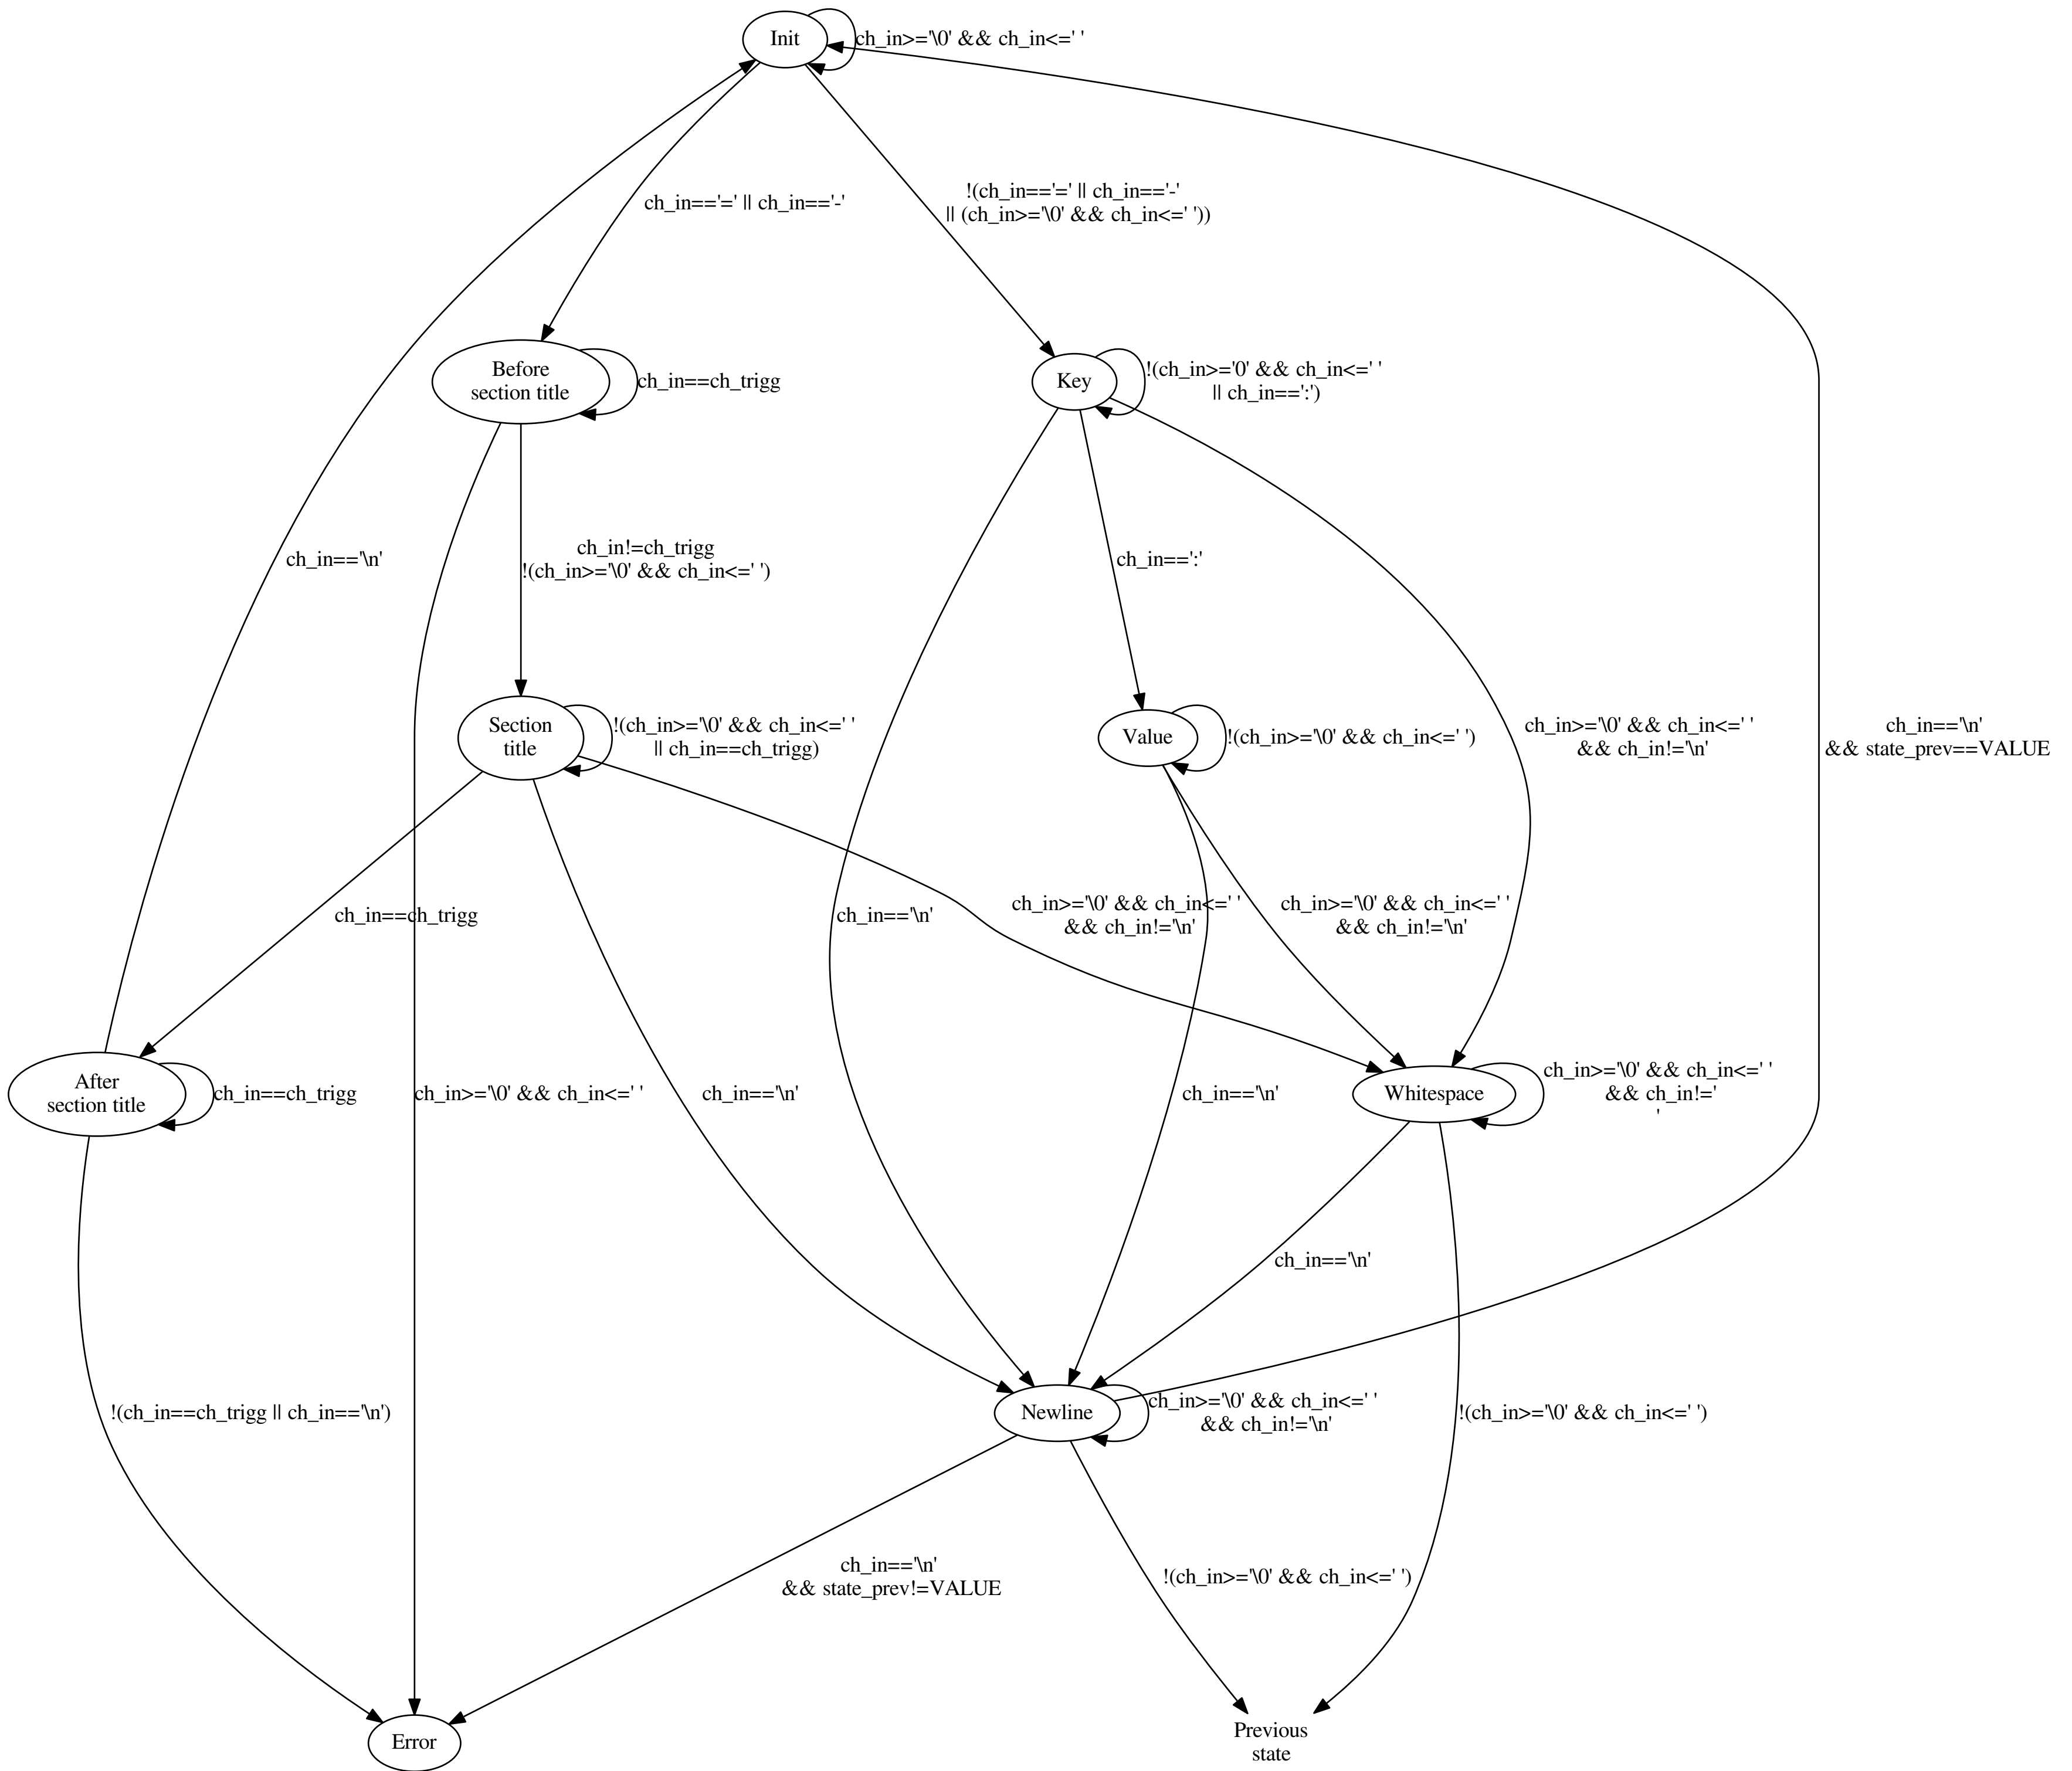 Init
ch_in>='\0' && ch_in<=' '
ch_in=='=' || ch_in=='-'
!(ch_in=='=' || ch_in=='-'
|| (ch_in>='\0' && ch_in<=' '))
Before
section title
ch_in==ch_trigg
Key
!(ch_in>='0' && ch_in<=' '
|| ch_in==':')
ch_in=='\n'
ch_in!=ch_trigg
!(ch_in>='\0' && ch_in<=' ')
ch_in==':'
Section
title
!(ch_in>='\0' && ch_in<=' '
|| ch_in==ch_trigg)
Value
!(ch_in>='\0' && ch_in<=' ')
ch_in>='\0' && ch_in<=' '
&& ch_in!='\n'
ch_in=='\n'
&& state_prev==VALUE
ch_in==ch_trigg
ch_in=='\n'
ch_in>='\0' && ch_in<=' '
&& ch_in!='\n'
ch_in>='\0' && ch_in<=' '
&& ch_in!='\n'
After
section title
ch_in==ch_trigg
ch_in>='\0' && ch_in<=' '
ch_in=='\n'
ch_in=='\n'
Whitespace
ch_in>='\0' && ch_in<=' '
&& ch_in!='
'
ch_in=='\n'
!(ch_in==ch_trigg || ch_in=='\n')
Newline
ch_in>='\0' && ch_in<=' '
&& ch_in!='\n'
!(ch_in>='\0' && ch_in<=' ')
ch_in=='\n'
&& state_prev!=VALUE
!(ch_in>='\0' && ch_in<=' ')
Error
Previous
state